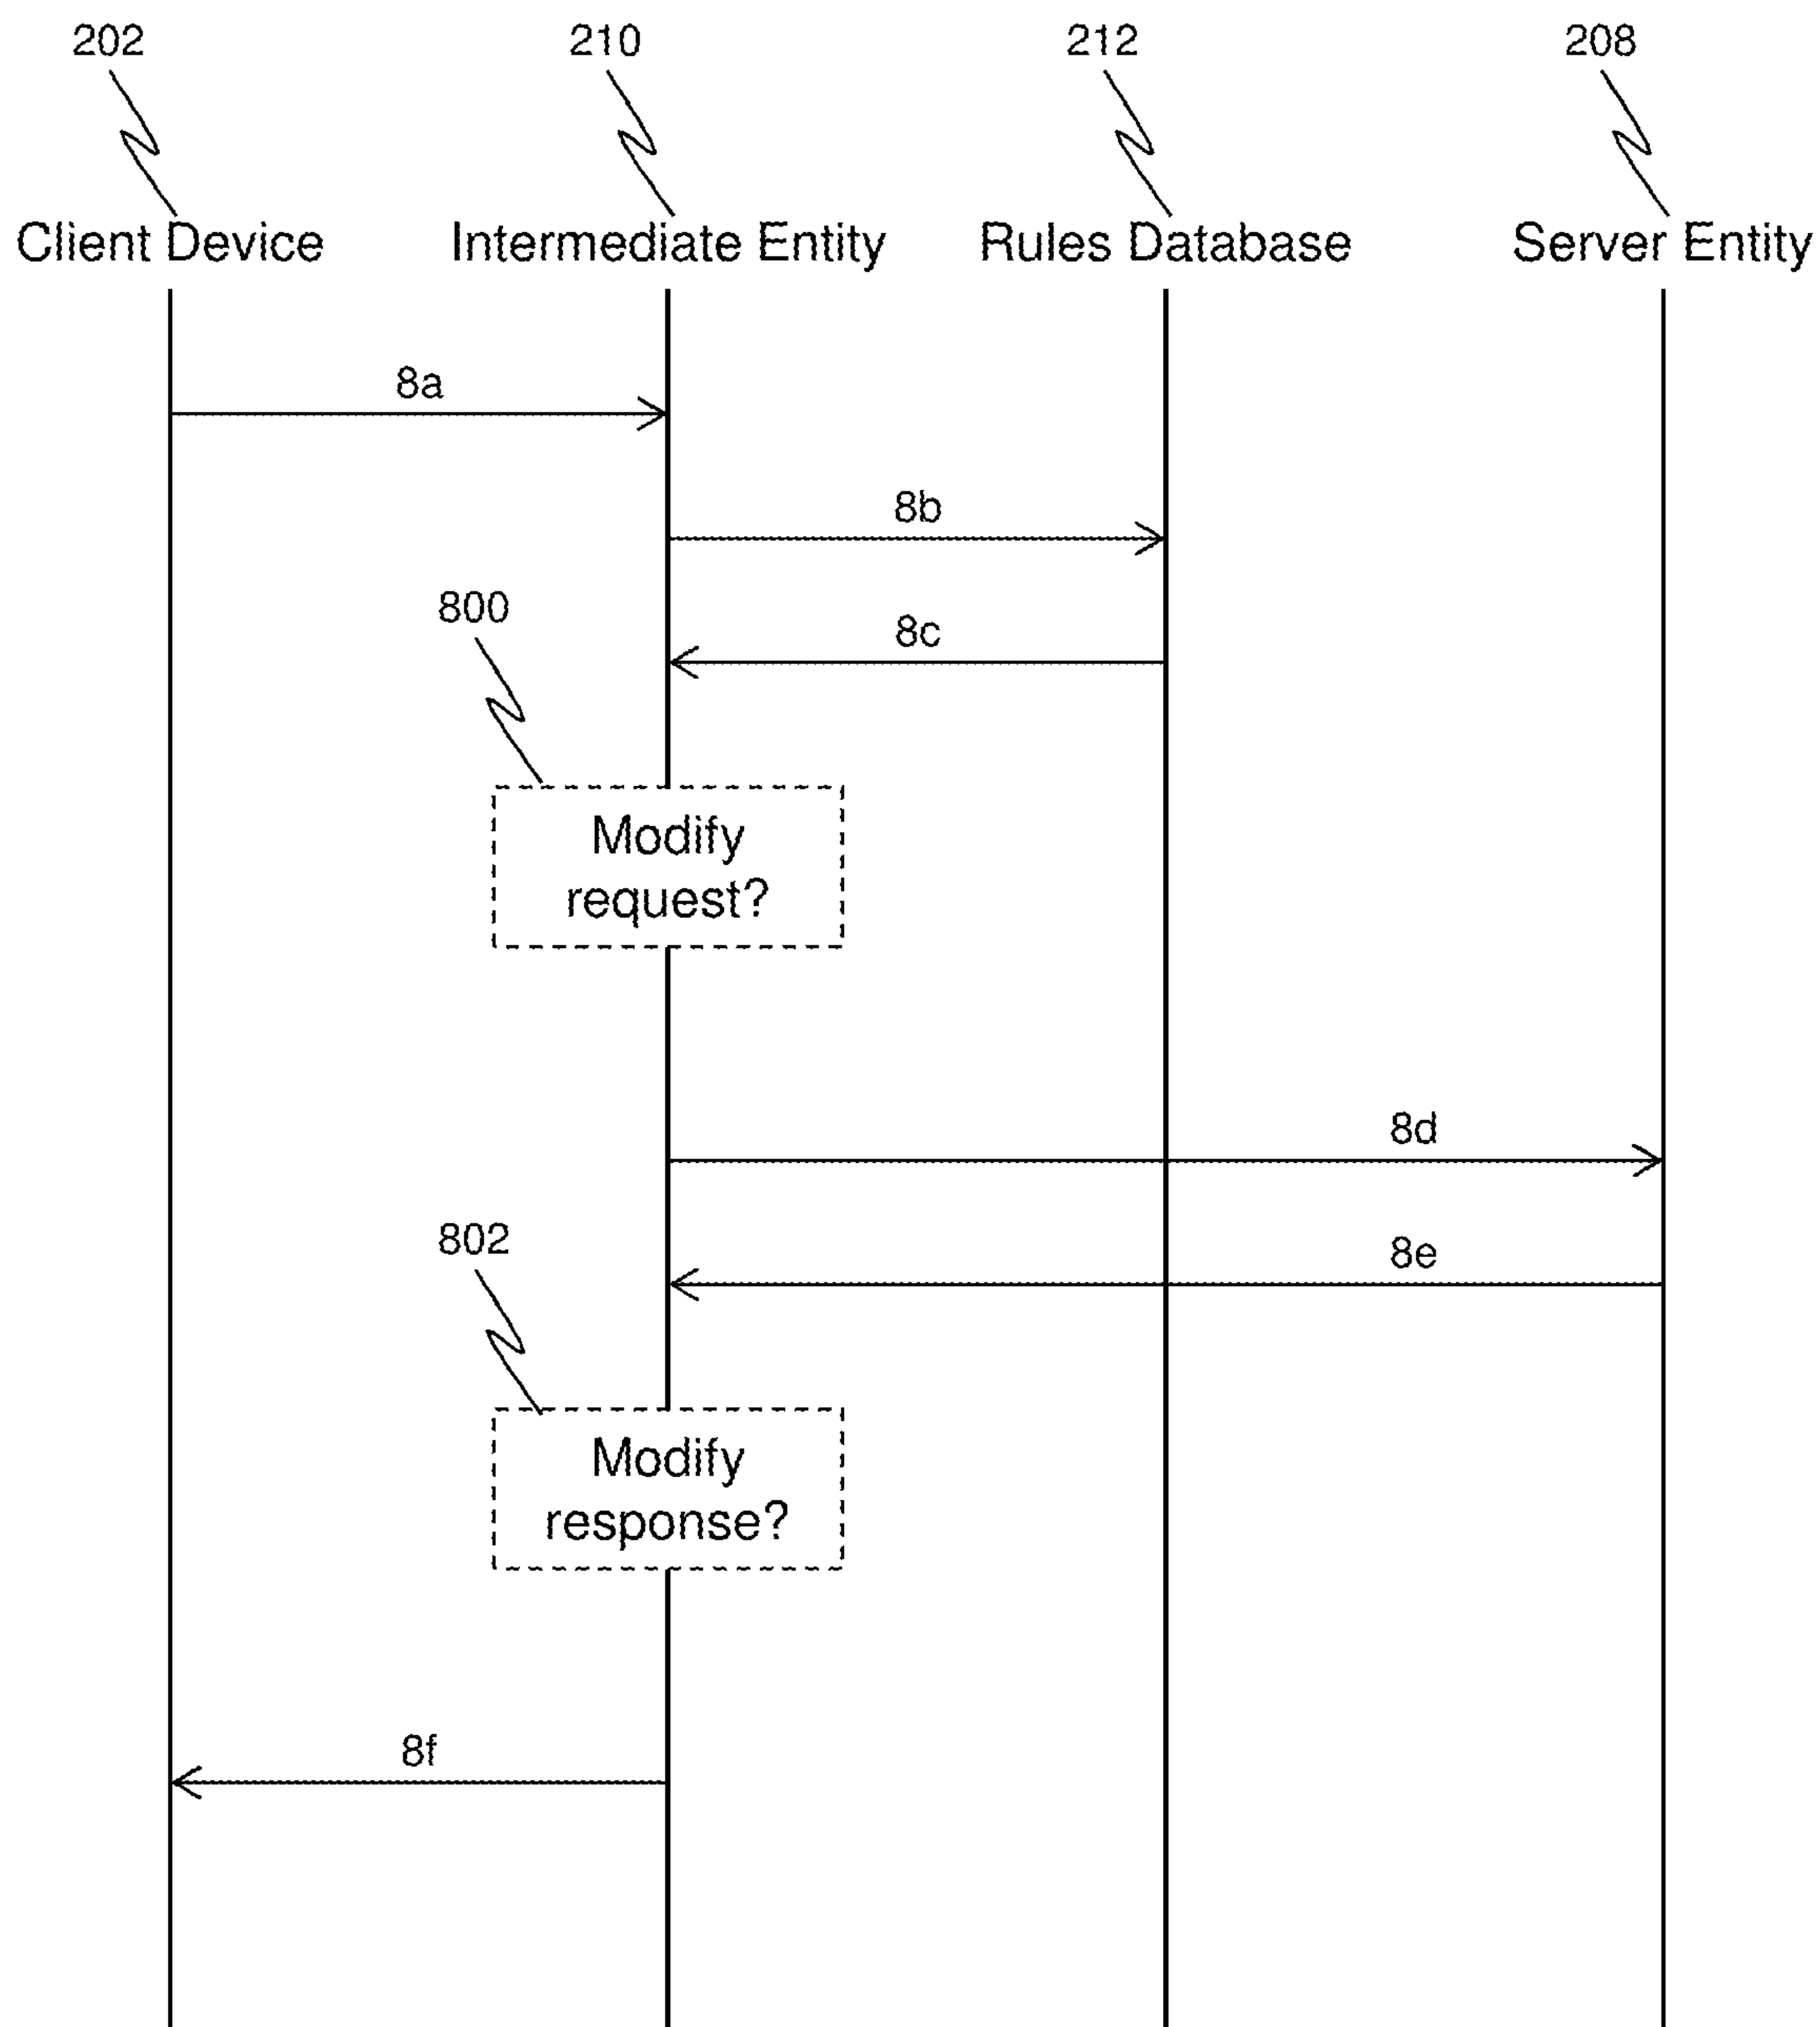 202
210
212
208
Client Device
Intermediate Entity
Rules Database
Server Entity
8a
8b
800
8c
Modify
request?
8d
802
8e
Modify
response?
8f